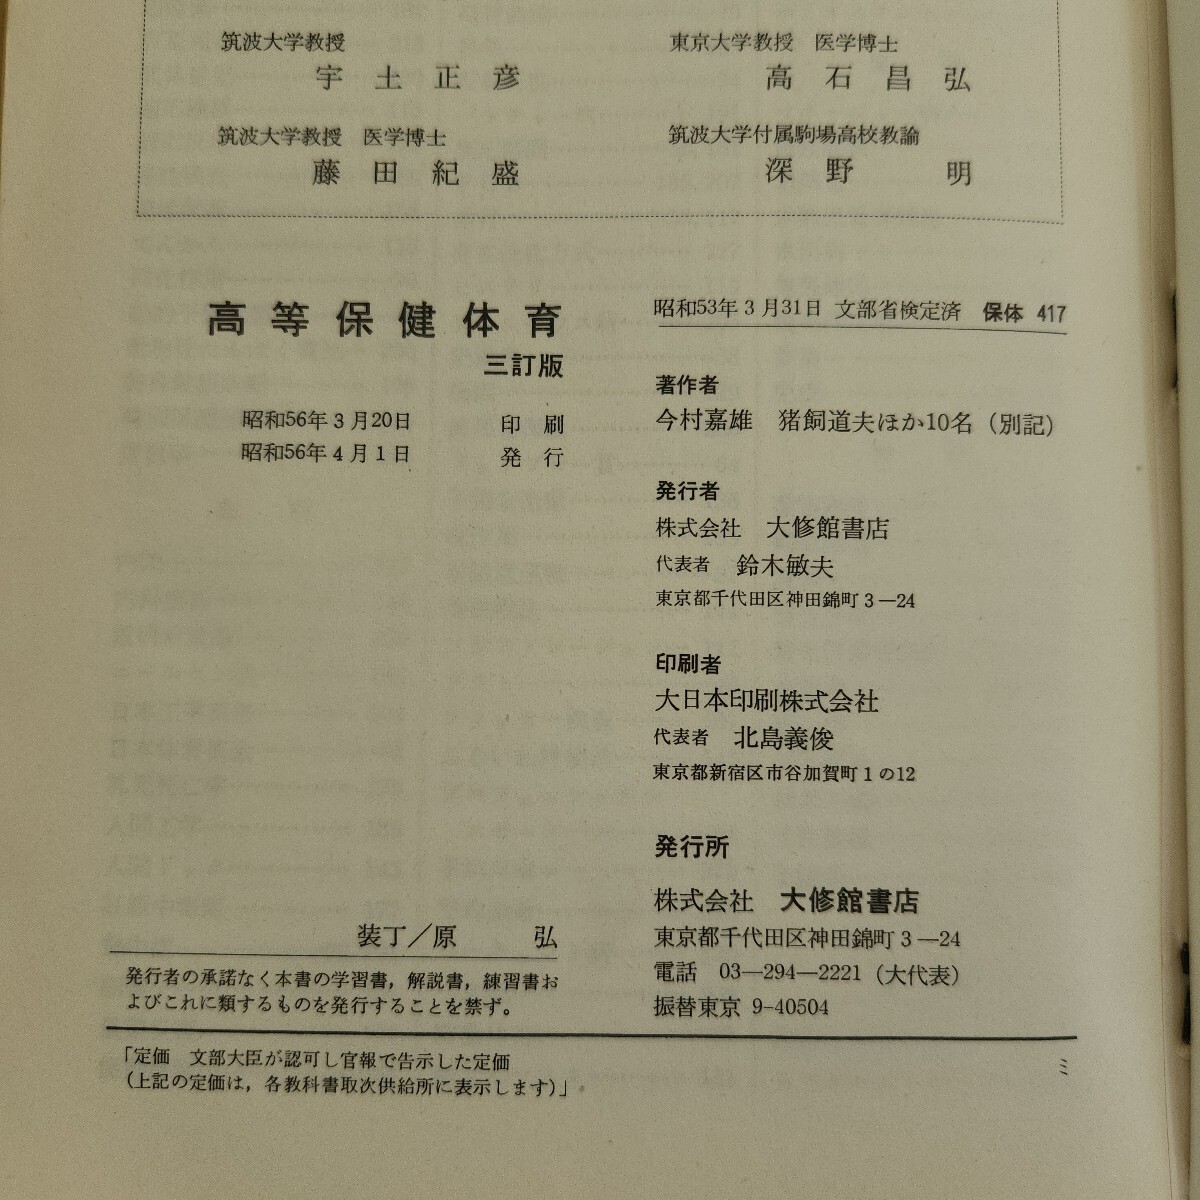 筑波大学教授
宇土正彦
東京大学教授　医学博士
高石昌弘
筑波大学教授　医学博士
藤田紀盛
筑波大学付属駒場高校教諭
深野　明
高等保健体育
三訂版
昭和56年3月20日　印刷
昭和56年4月1日　発行
昭和53年3月31日　文部省検定済　保体 417
著作者
今村嘉雄　猪飼道夫ほか10名（別記）
発行者
株式会社　大修館書店
代表者　鈴木敏夫
東京都千代田区神田錦町3—24
印刷者
大日本印刷株式会社
代表者　北島義俊
東京都新宿区市谷加賀町1の12
発行所
株式会社　大修館書店
東京都千代田区神田錦町3—24
電話　03—294—2221（大代表）
振替東京 9-40504
装丁／原　弘
発行者の承諾なく本書の学習書，解説書，練習書お
よびこれに類するものを発行することを禁ず。
「定価　文部大臣が認可し官報で告示した定価
（上記の定価は，各教科書取次供給所に表示します）」
ミ